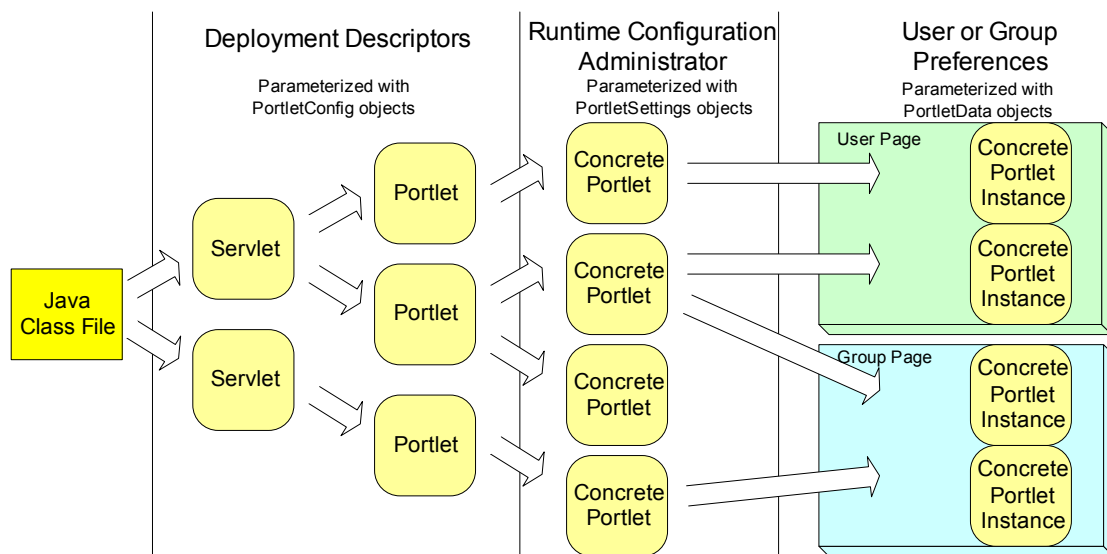 Deployment Descriptors
Parameterized with
PortletConfig objects
Runtime Configuration
Administrator
Parameterized with
PortletSettings objects
User or Group
Preferences
Parameterized with
PortletData objects
Java
Class File
Servlet
Servlet
Portlet
Portlet
Portlet
Concrete
Portlet
Concrete
Portlet
Concrete
Portlet
Concrete
Portlet
User Page
Concrete
Portlet
Instance
Concrete
Portlet
Instance
Group Page
Concrete
Portlet
Instance
Concrete
Portlet
Instance